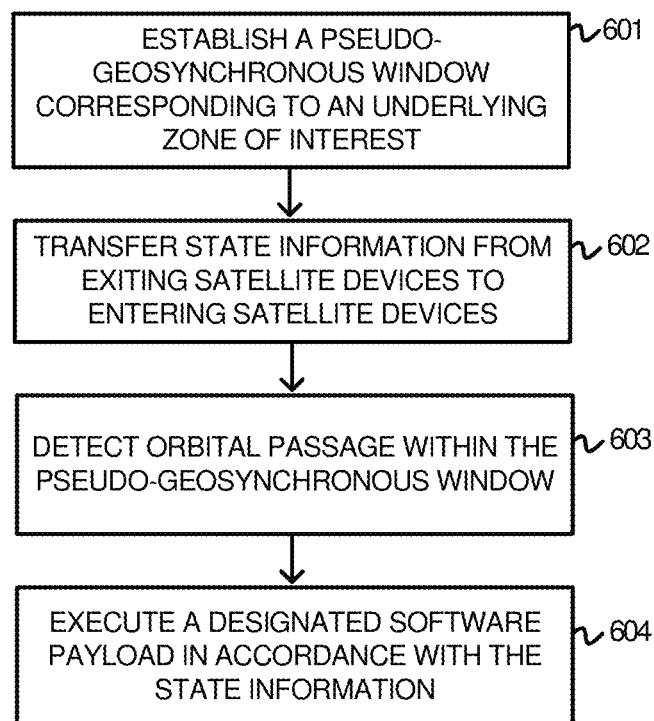 ESTABLISH A PSEUDO-
GEOSYNCHRONOUS WINDOW
CORRESPONDING TO AN UNDERLYING
ZONE OF INTEREST
601
TRANSFER STATE INFORMATION FROM
EXITING SATELLITE DEVICES TO
ENTERING SATELLITE DEVICES
602
DETECT ORBITAL PASSAGE WITHIN THE
PSEUDO-GEOSYNCHRONOUS WINDOW
603
EXECUTE A DESIGNATED SOFTWARE
PAYLOAD IN ACCORDANCE WITH THE
STATE INFORMATION
604